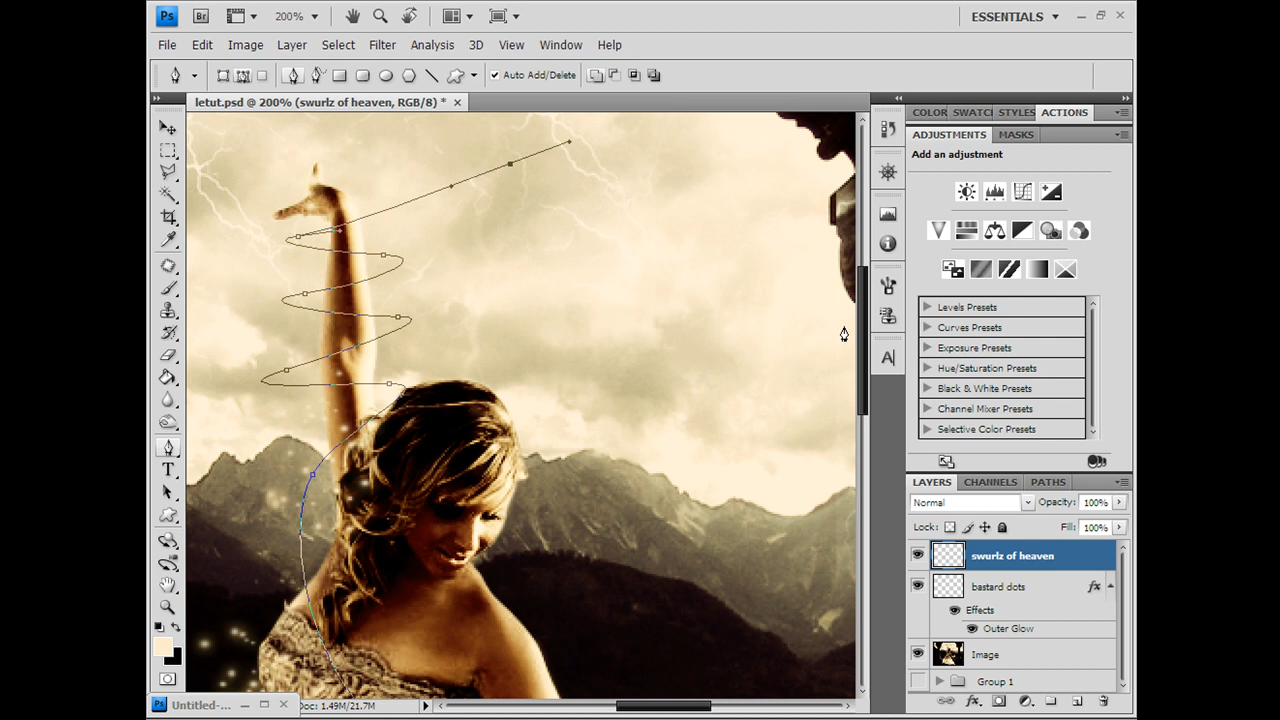 Ps
Br
200%
ESSENTIALS
File Edit Image Layer Select Filter Analysis 3D View Window Help
Auto Add/Delete
letut.psd @ 200% (swurlz of heaven, RGB/8) *
COLOR SWATCH STYLES ACTIONS
ADJUSTMENTS MASKS
Add an adjustment
Levels Presets
Curves Presets
Exposure Presets
Hue/Saturation Presets
Black & White Presets
Channel Mixer Presets
Selective Color Presets
A
T
LAYERS CHANNELS PATHS
Normal Opacity: 100%
Lock: Fill: 100%
swurlz of heaven
bastard dots fx
Effects
Outer Glow
Image
Group 1
fx
Ps Untitled-...
Doc: 1.49M/21.7M